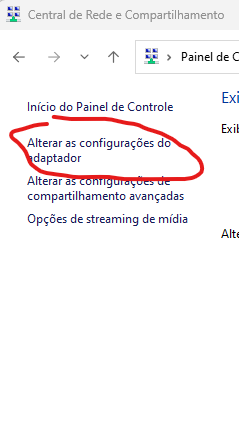 Central de Rede e Compartilhamento
Painel de Con
Início do Painel de Controle
Exi
Alterar as configurações do
adaptador
Exib
Alterar as configurações de
compartilhamento avançadas
Opções de streaming de mídia
Alte